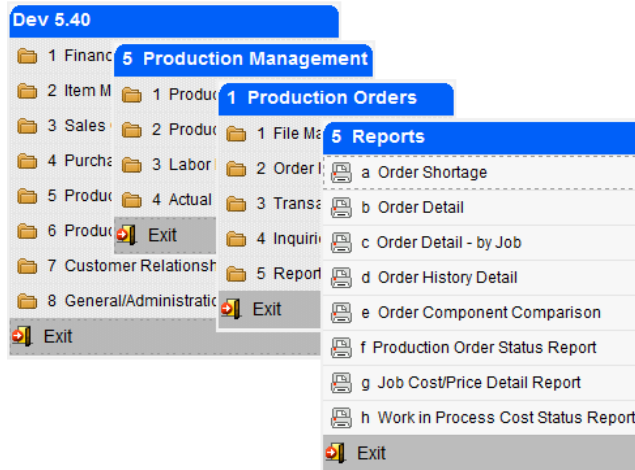 Dev 5.40
1 Financ
2 Item M
3 Sales
4 Purcha
5 Produc
6 Produc
7 Customer Relationsh
8 General/Administratio
Exit
5 Production Management
1 Produc
2 Produc
3 Labor
4 Actual
Exit
1 Production Orders
1 File Ma
2 Order
3 Transa
4 Inquirie
5 Report
Exit
5 Reports
a Order Shortage
b Order Detail
c Order Detail - by Job
d Order History Detail
e Order Component Comparison
f Production Order Status Report
g Job Cost/Price Detail Report
h Work in Process Cost Status Report
Exit